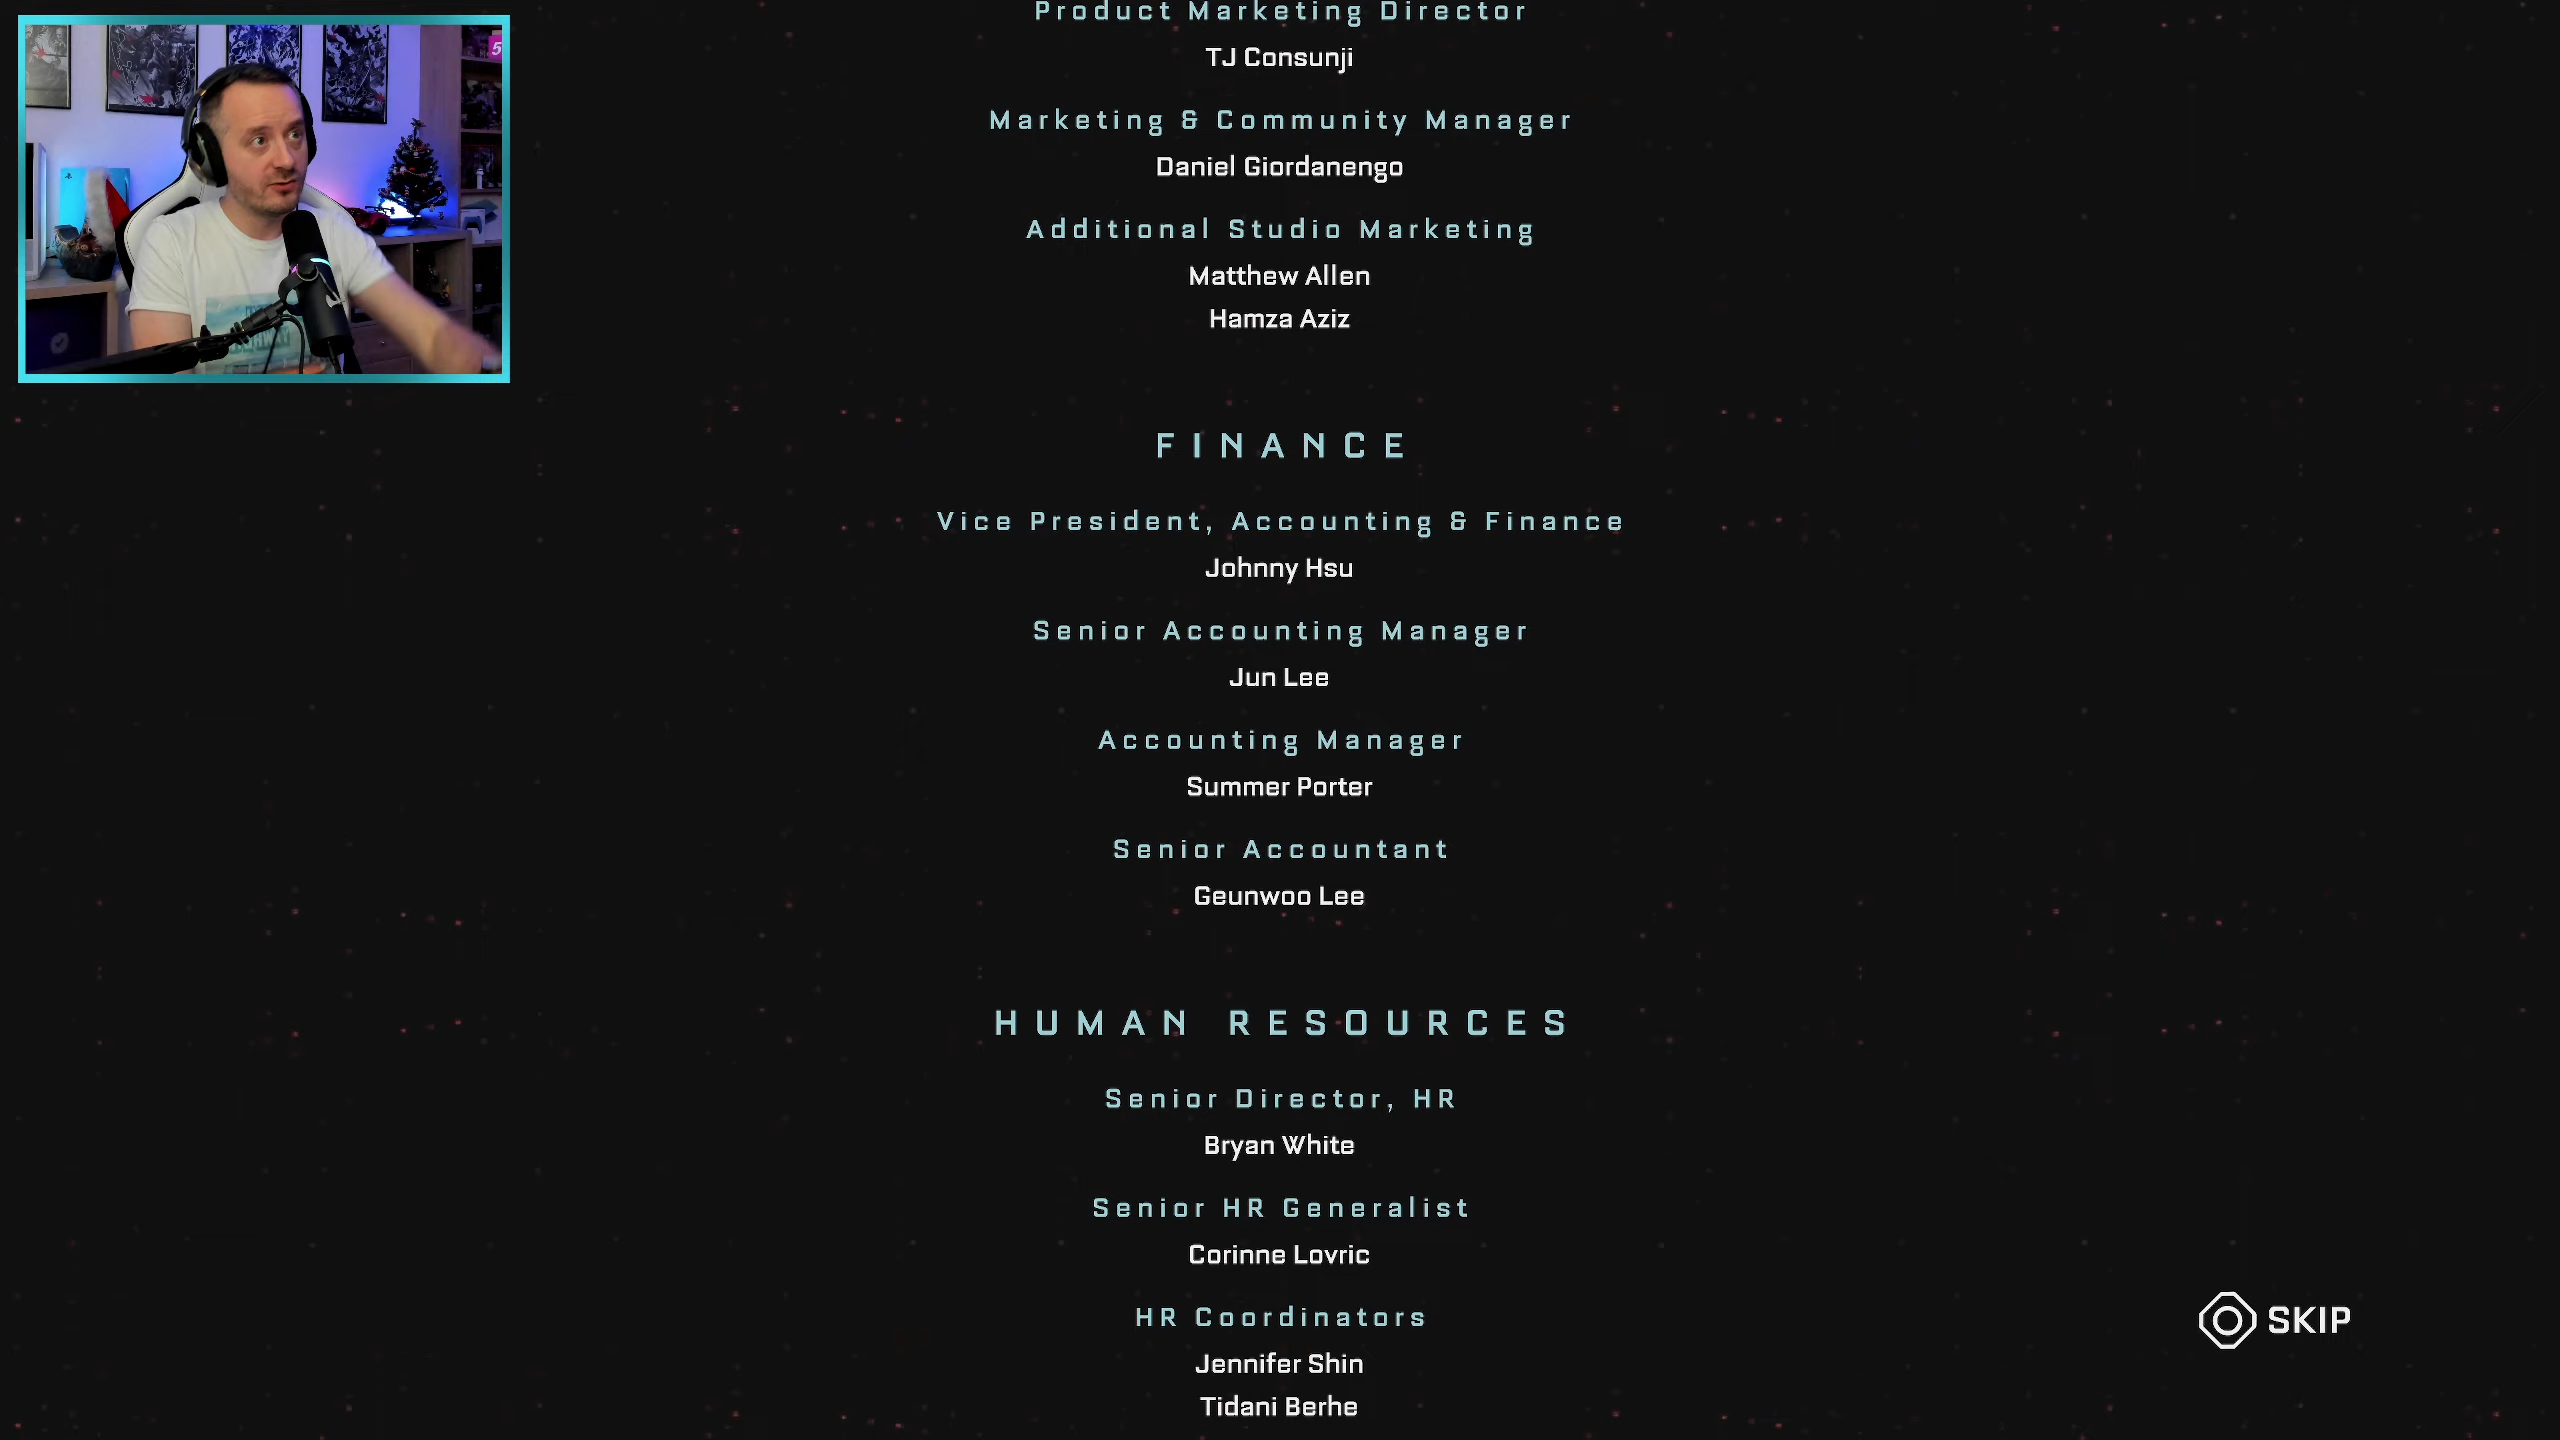 Product Marketing Director
TJ Consunji
Marketing & Community Manager
Daniel Giordanengo
Additional Studio Marketing
Matthew Allen
Hamza Aziz
FINANCE
Vice President, Accounting & Finance
Johnny Hsu
Senior Accounting Manager
Jun Lee
Accounting Manager
Summer Porter
Senior Accountant
Geunwoo Lee
HUMAN RESOURCES
Senior Director, HR
Bryan White
Senior HR Generalist
Corinne Lovric
HR Coordinators
Jennifer Shin
Tidani Berhe
SKIP